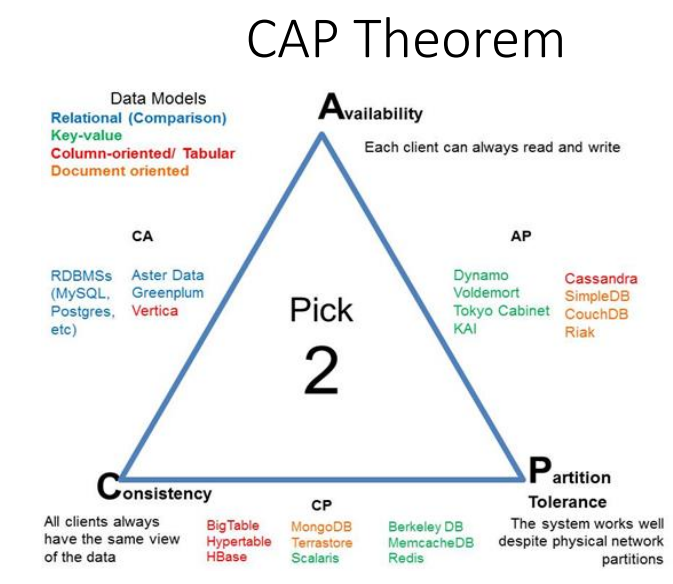 CAP Theorem
Data Models
Relational (Comparison)
Key-value
Column-oriented/ Tabular
Document oriented
Availability
Each client can always read and write
CA
RDBMSs
(MySQL,
Postgres,
etc)
Aster Data
Greenplum
Vertica
AP
Dynamo
Voldemort
Tokyo Cabinet
KAI
Cassandra
SimpleDB
CouchDB
Riak
Pick
2
Consistency
All clients always
have the same view
of the data
CP
BigTable
Hypertable
HBase
MongoDB
Terrastore
Scalaris
Berkeley DB
MemcacheDB
Redis
Partition
Tolerance
The system works well
despite physical network
partitions